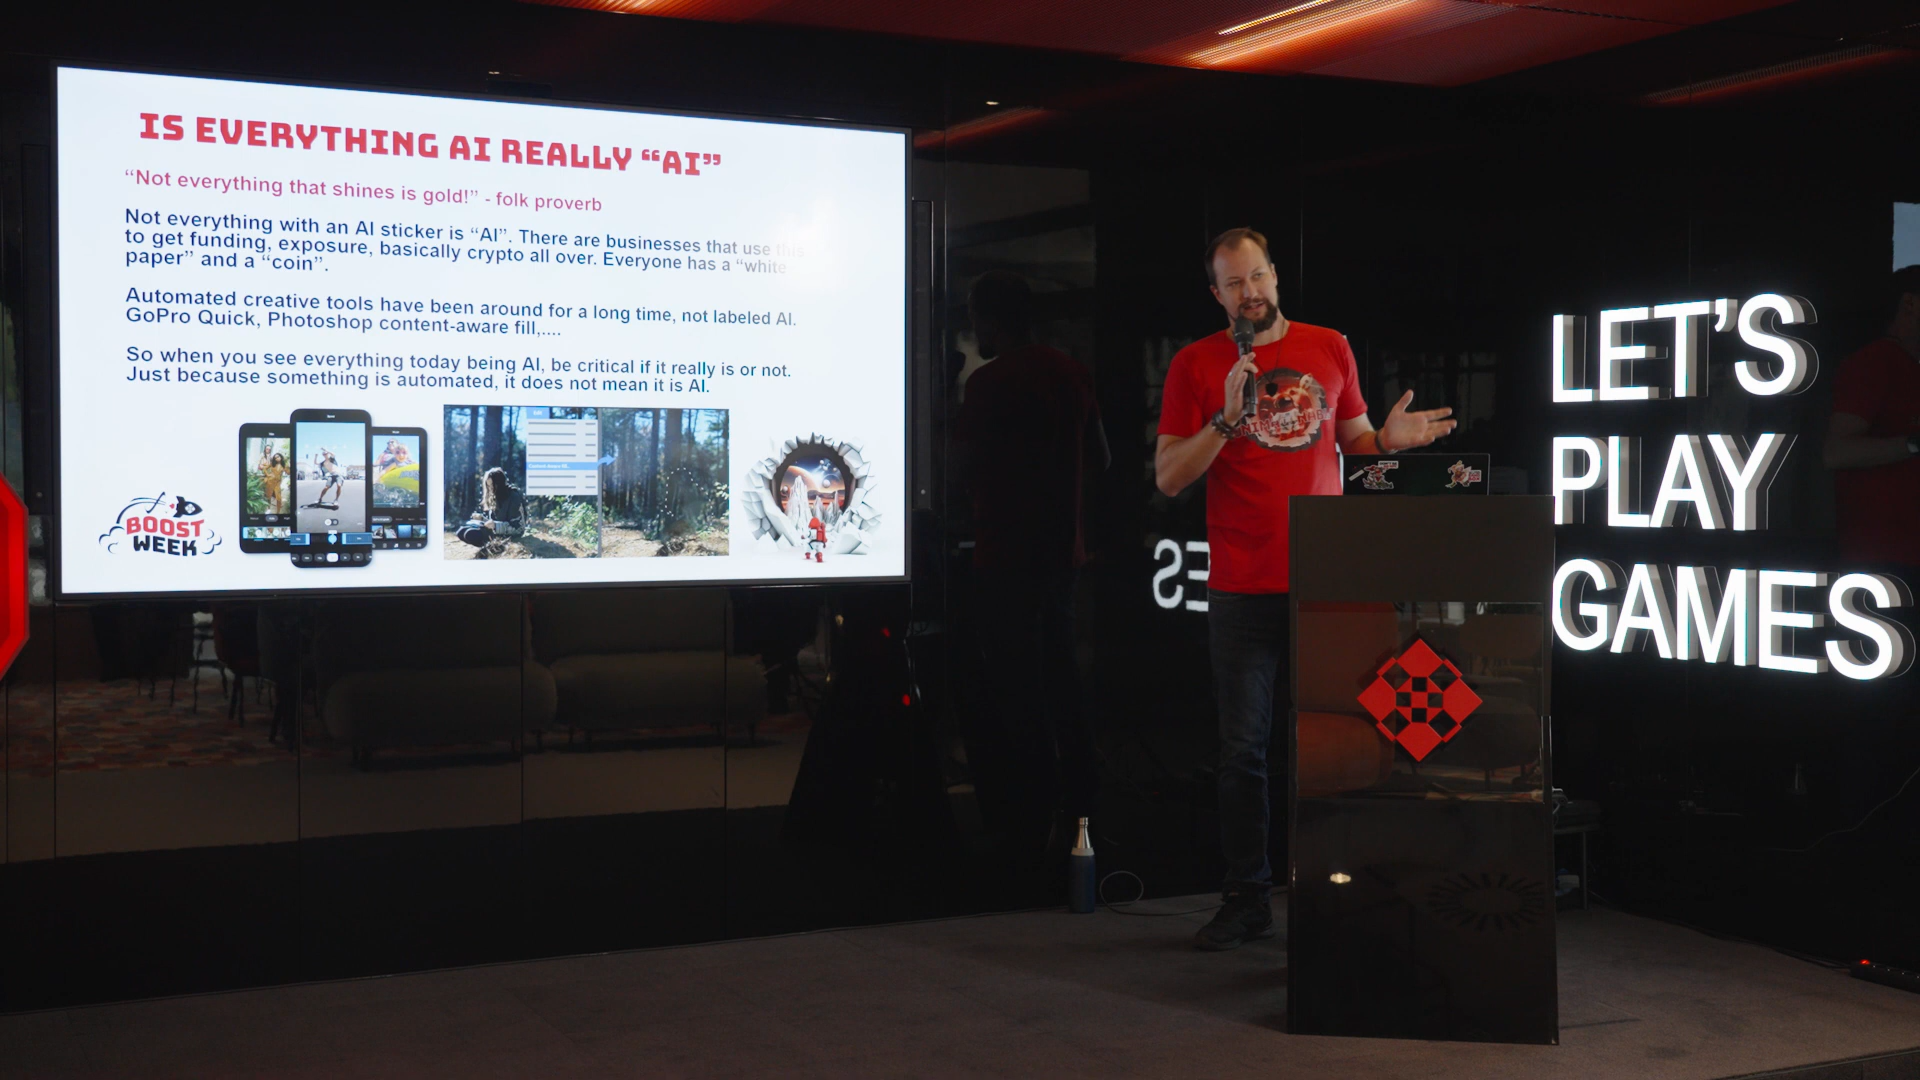 IS EVERYTHING AI REALLY “AI”
“Not everything that shines is gold!” - folk proverb
Not everything with an AI sticker is “AI”. There are businesses that use this
to get funding, exposure, basically crypto all over. Everyone has a “white
paper” and a “coin”.
Automated creative tools have been around for a long time, not labeled AI.
GoPro Quick, Photoshop content-aware fill,....
So when you see everything today being AI, be critical if it really is or not.
Just because something is automated, it does not mean it is AI.
BOOST
WEEK
LET’S
PLAY
GAMES